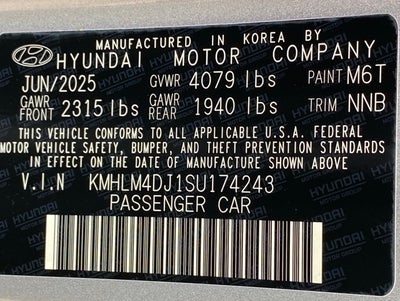 MANUFACTURED IN KOREA BY
HYUNDAI MOTOR COMPANY
JUN/2025 GVWR 4079 lbs PAINT M6T
GAWR FRONT 2315 lbs GAWR REAR 1940 lbs TRIM NNB
THIS VEHICLE CONFORMS TO ALL APPLICABLE U.S.A. FEDERAL
MOTOR VEHICLE SAFETY, BUMPER, AND THEFT PREVENTION STANDARDS
IN EFFECT ON THE DATE OF MANUFACTURE SHOWN ABOVE.
V.I.N KMHLM4DJ1SU174243
PASSENGER CAR